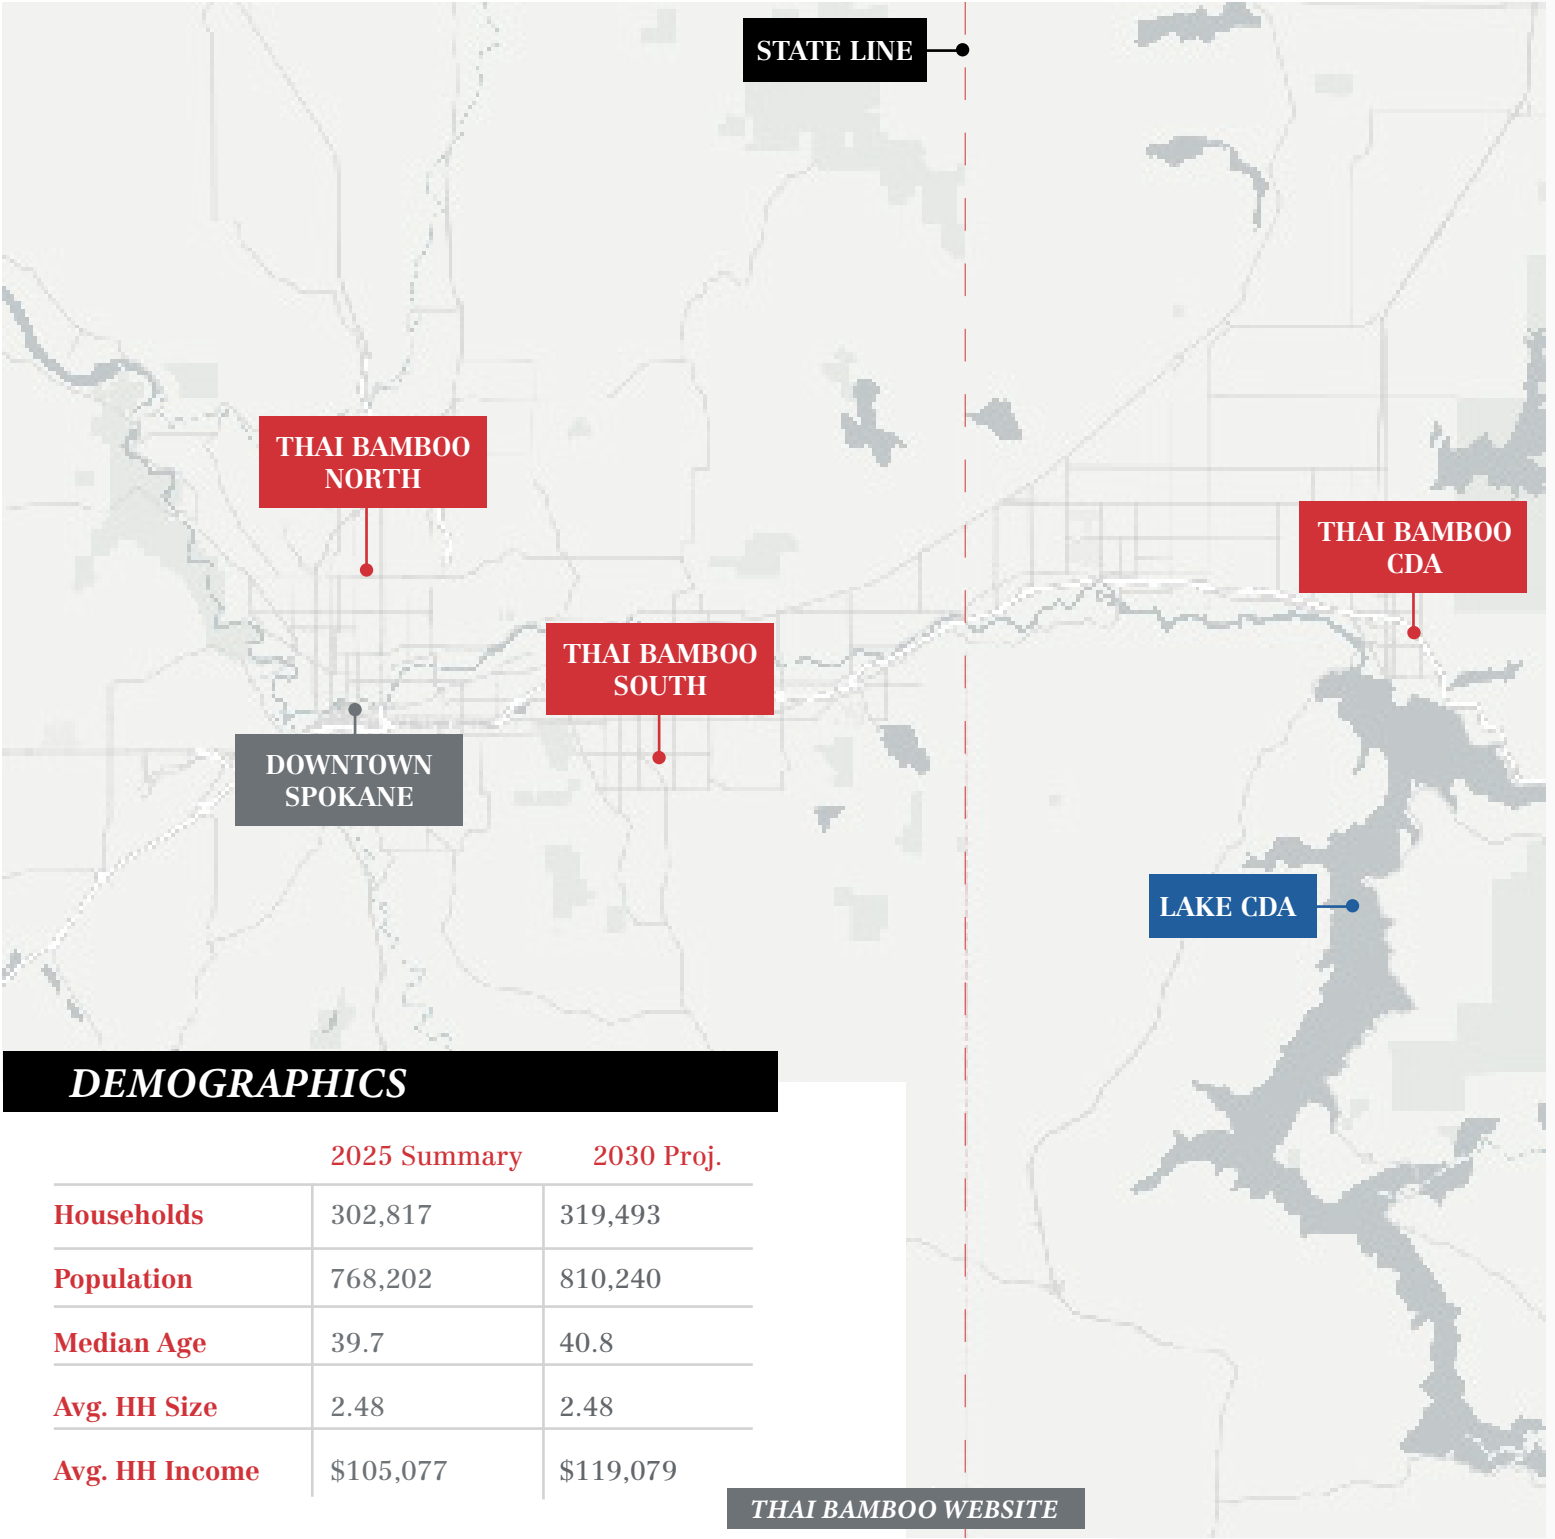 STATE LINE
THAI BAMBOO
NORTH
THAI BAMBOO
CDA
THAI BAMBOO
SOUTH
DOWNTOWN
SPOKANE
LAKE CDA
DEMOGRAPHICS
2025 Summary 2030 Proj.
Households 302,817 319,493
Population 768,202 810,240
Median Age 39.7 40.8
Avg. HH Size 2.48 2.48
Avg. HH Income $105,077 $119,079
THAI BAMBOO WEBSITE